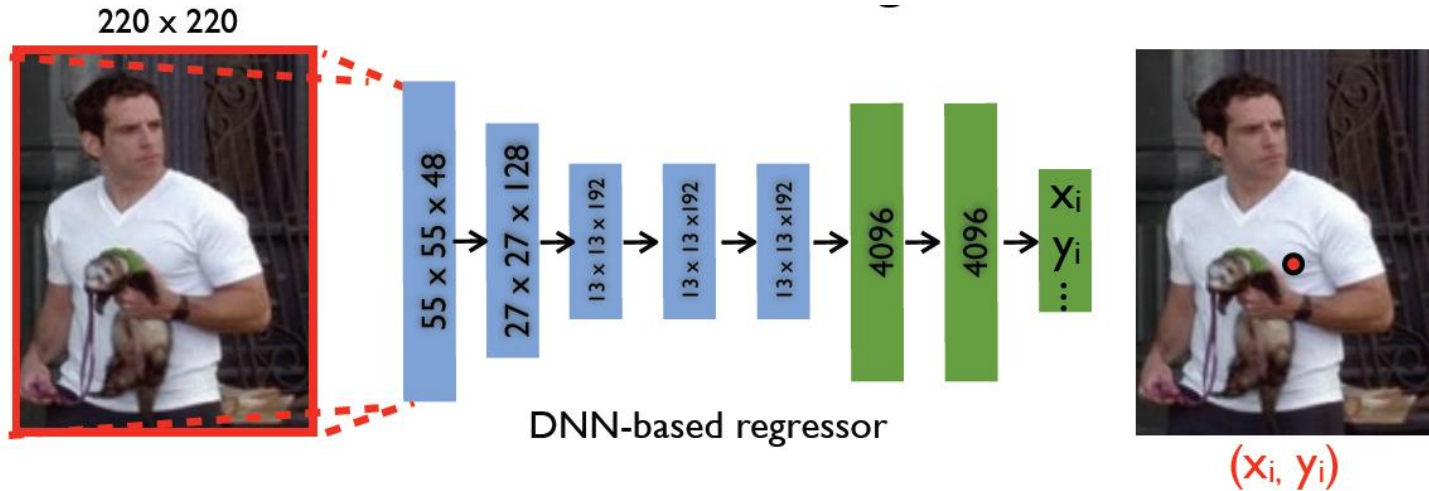 220 x 220
55 x 55 x 48
27 x 27 x 128
13 x 13 x192
13 x 13 x192
13 x 13 x192
4096
4096
xi
yi
...
DNN-based regressor
(xi, yi)